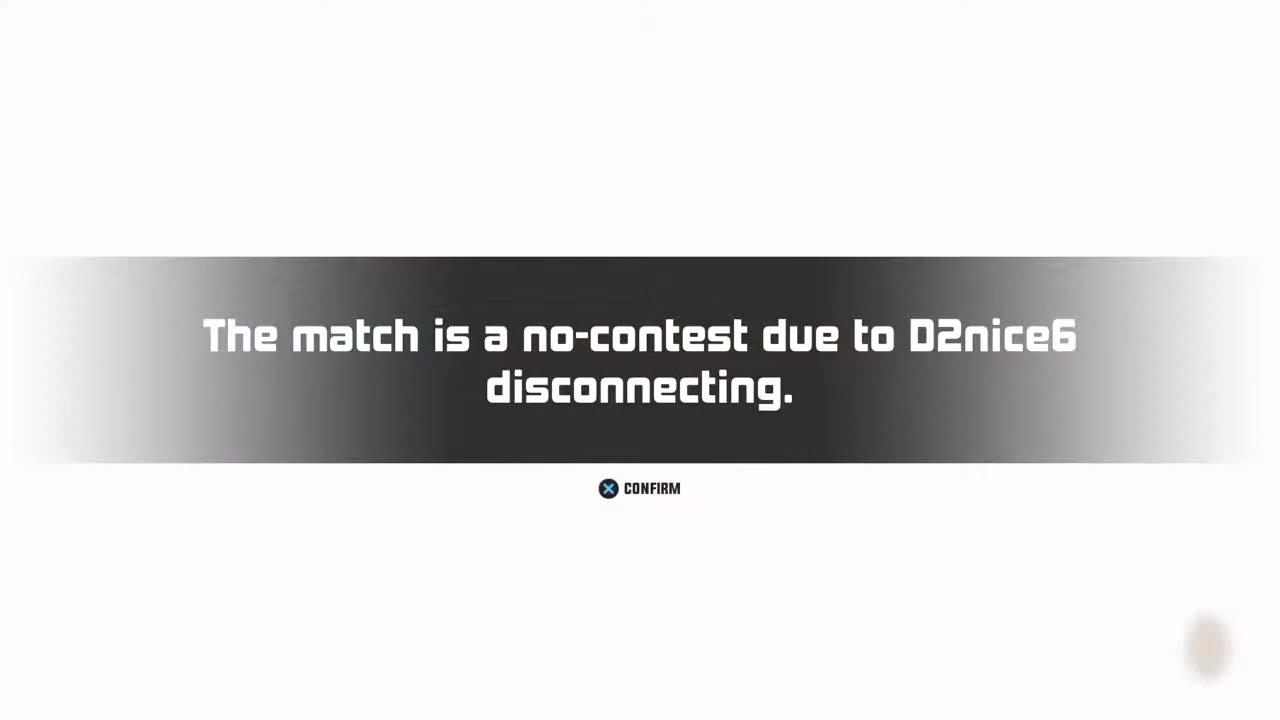 The match is a no-contest due to D2nice6
disconnecting.
CONFIRM